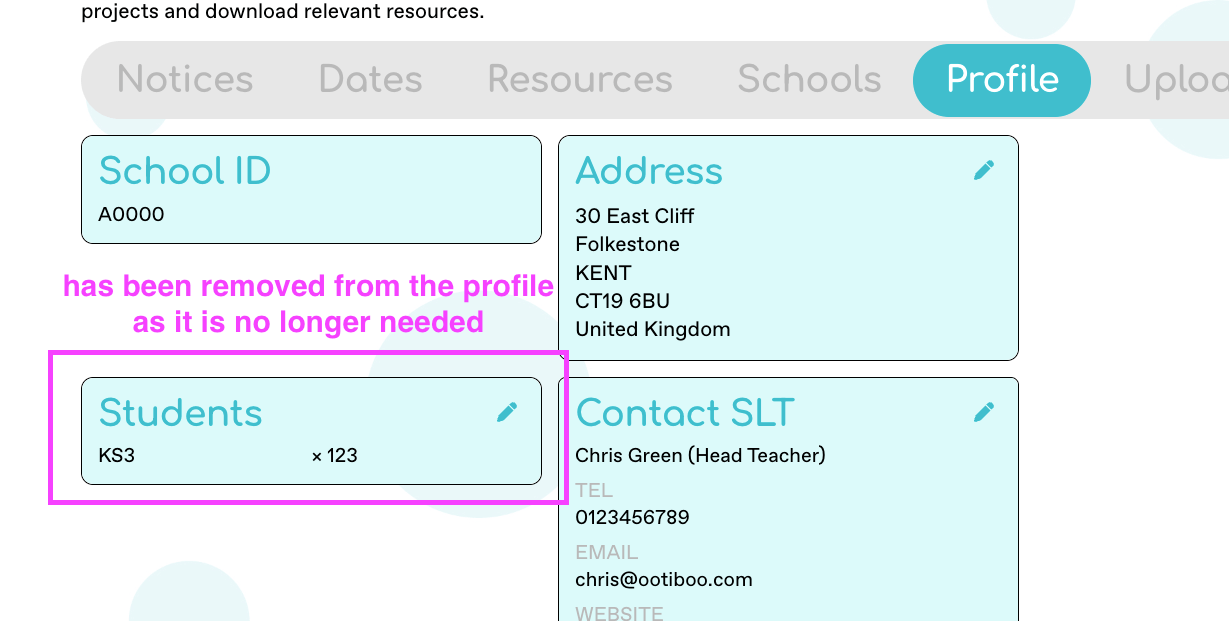 projects and download relevant resources.
Notices Dates Resources Schools Profile Uploa
School ID
A0000
Address
30 East Cliff
Folkestone
KENT
CT19 6BU
United Kingdom
has been removed from the profile
as it is no longer needed
Students
KS3 × 123
Contact SLT
Chris Green (Head Teacher)
TEL
0123456789
EMAIL
chris@ootiboo.com
WEBSITE